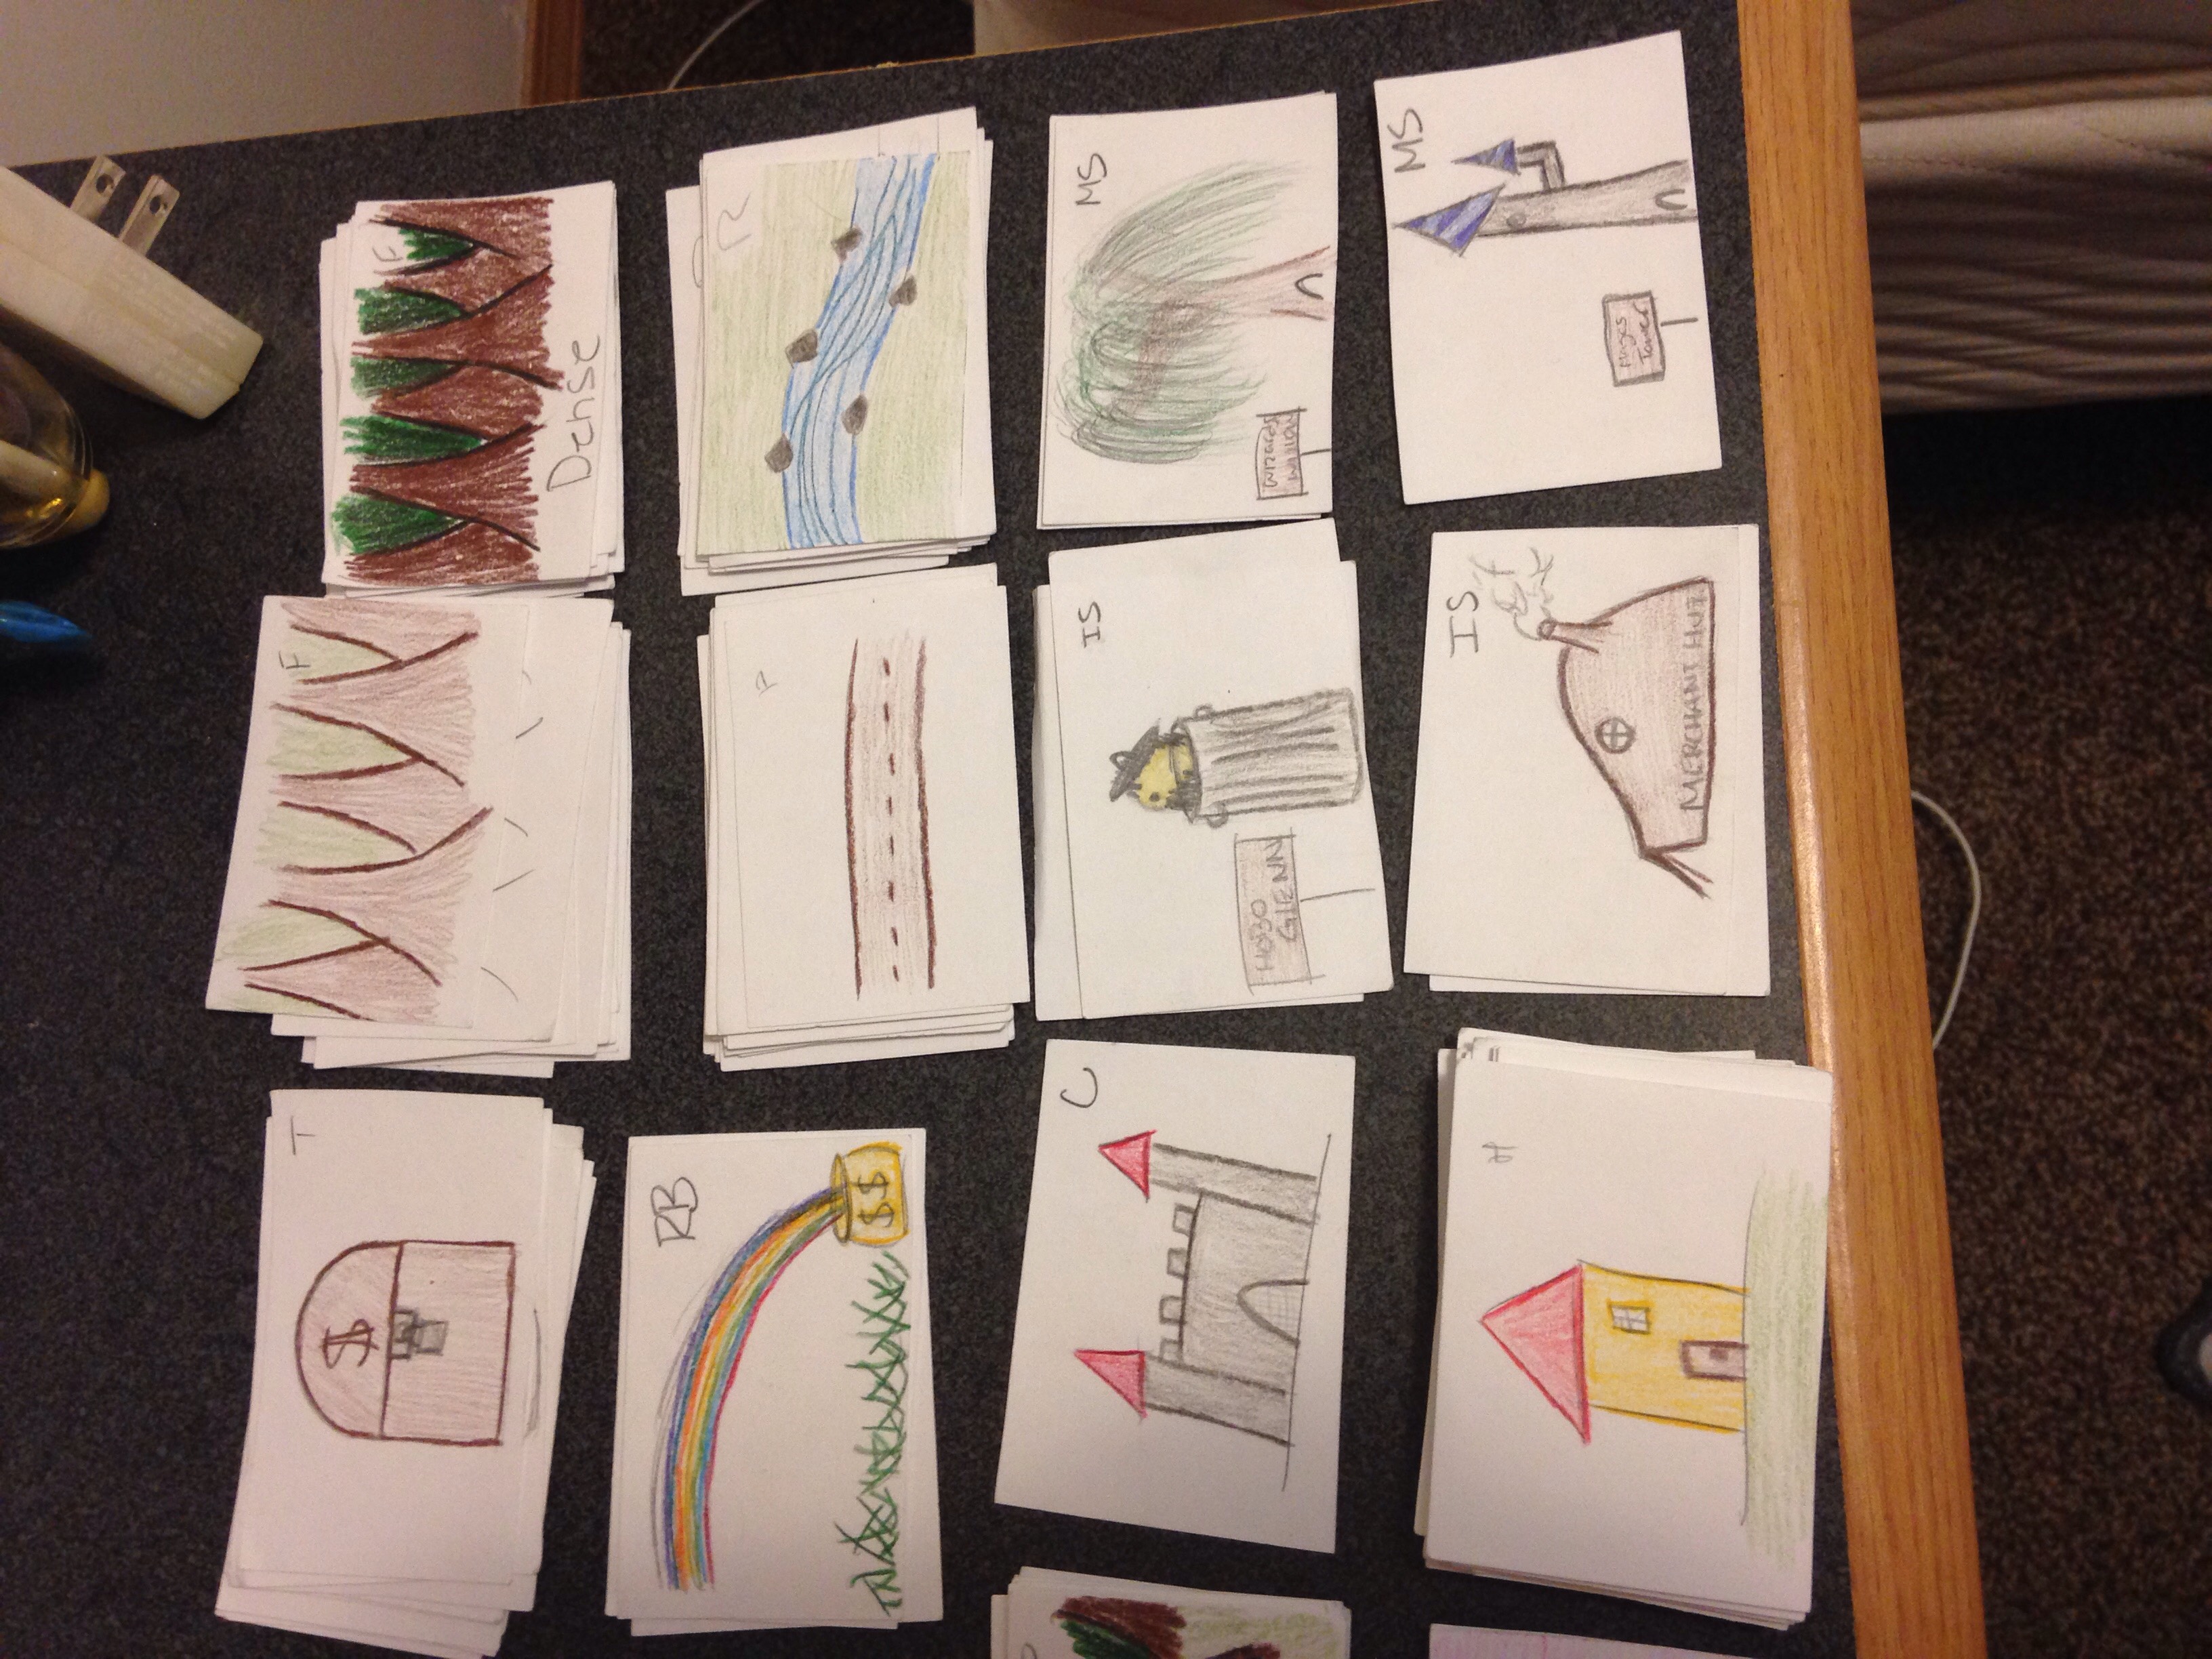 T
$
F
F
Dense
RB
$$
P
R
C
IS
HOBO
GLENN
MS
Wizards
Willow
H
IS
MERCHANT HUT
MS
Mages
Tower